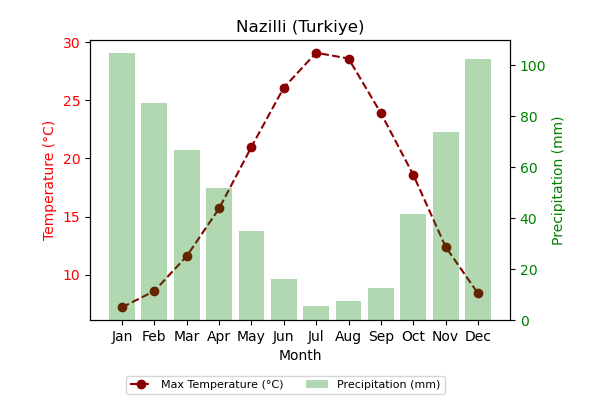 Nazilli (Turkiye)
30
25
20
15
10
Temperature (°C)
100
80
60
40
20
0
Precipitation (mm)
Jan Feb Mar Apr May Jun Jul Aug Sep Oct Nov Dec
Month
Max Temperature (°C) Precipitation (mm)